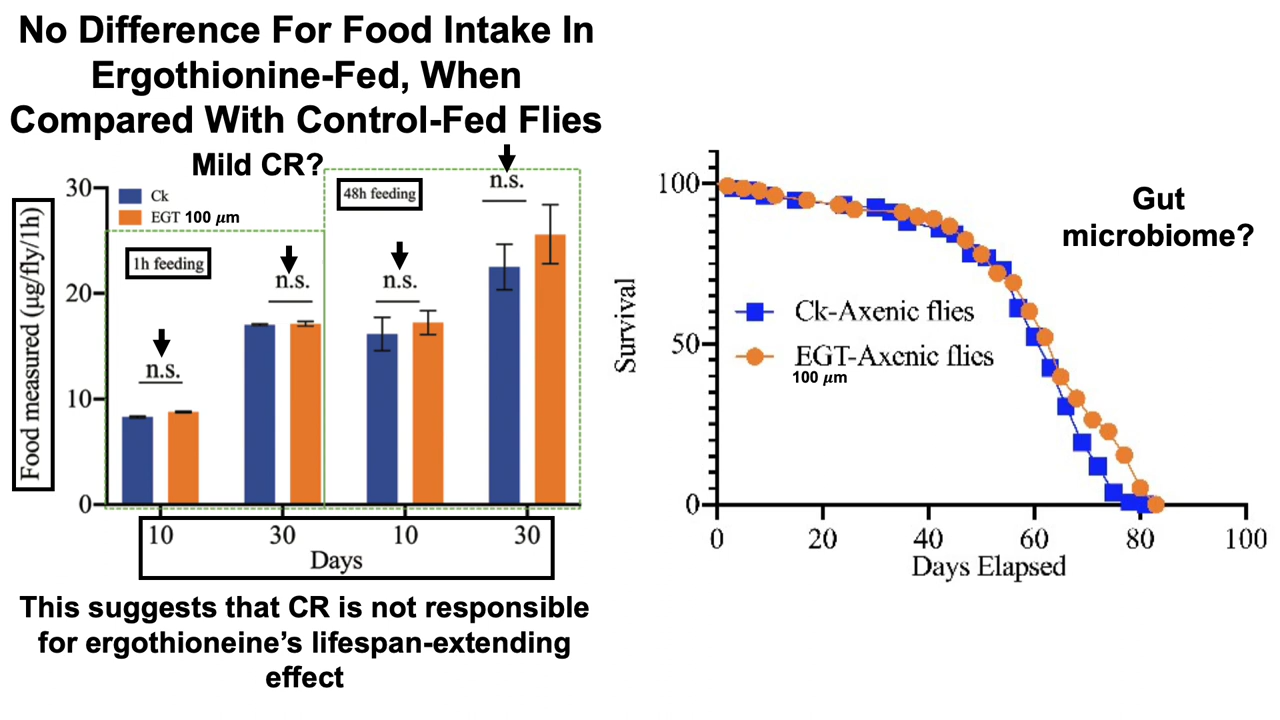 No Difference For Food Intake In
Ergothionine-Fed, When
Compared With Control-Fed Flies
Mild CR?
Food measured (μg/fly/1h)
30
20
10
0
Ck
EGT 100 μm
1h feeding
48h feeding
n.s.
n.s.
n.s.
n.s.
10
30
10
30
Days
This suggests that CR is not responsible
for ergothioneine's lifespan-extending
effect
Survival
100
50
0
Gut
microbiome?
Ck-Axenic flies
EGT-Axenic flies
100 μm
0
20
40
60
80
100
Days Elapsed